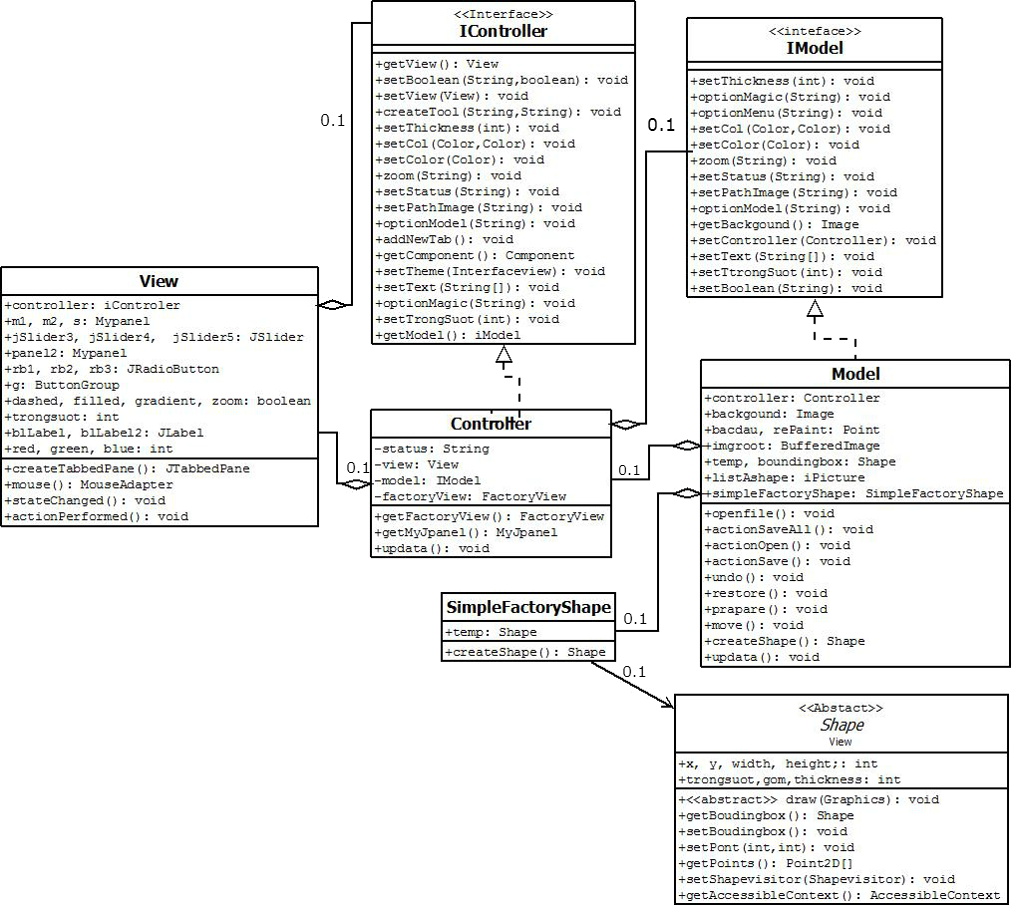 <<Interface>>
IController
+getView(): View
+setBoolean(String,boolean): void
+setView(View): void
+createTool(String,String): void
+setThickness(int): void
+setCol(Color,Color): void
+setColor(Color): void
+zoom(String): void
+setStatus(String): void
+setPathImage(String): void
+optionModel(String): void
+addNewTab(): void
+getComponent(): Component
+setTheme(Interfaceview): void
+setText(String[]): void
+optionMagic(String): void
+setTrongSuot(int): void
+getModel(): iModel
<<inteface>>
IModel
+setThickness(int): void
+optionMagic(String): void
+optionMenu(String): void
+setCol(Color,Color): void
+setColor(Color): void
+zoom(String): void
+setStatus(String): void
+setPathImage(String): void
+optionModel(String): void
+getBackgound(): Image
+setController(Controller): void
+setText(String[]): void
+setTtrongSuot(int): void
+setBoolean(String): void
0.1
0.1
View
+controller: iControler
+m1, m2, s: Mypanel
+jSlider3, jSlider4, jSlider5: JSlider
+panel2: Mypanel
+rb1, rb2, rb3: JRadioButton
+g: ButtonGroup
+dashed, filled, gradient, zoom: boolean
+trongsuot: int
+blLabel, blLabel2: JLabel
+red, green, blue: int
+createTabbedPane(): JTabbedPane
+mouse(): MouseAdapter
+stateChanged(): void
+actionPerformed(): void
0.1
Controller
-status: String
-view: View
-model: IModel
-factoryView: FactoryView
+getFactoryView(): FactoryView
+getMyJpanel(): MyJpanel
+updata(): void
0.1
Model
+controller: Controller
+backgound: Image
+bacdau, rePaint: Point
+imgroot: BufferedImage
+temp, boundingbox: Shape
+listAshape: iPicture
+simpleFactoryShape: SimpleFactoryShape
+openfile(): void
+actionSaveAll(): void
+actionOpen(): void
+actionSave(): void
+undo(): void
+restore(): void
+prapare(): void
+move(): void
+createShape(): Shape
+updata(): void
SimpleFactoryShape
+temp: Shape
+createShape(): Shape
0.1
0.1
<<Abstact>>
Shape
View
+x, y, width, height;: int
+trongsuot,gom,thickness: int
+<<abstract>> draw(Graphics): void
+getBoudingbox(): Shape
+setBoudingbox(): void
+setPont(int,int): void
+getPoints(): Point2D[]
+setShapevisitor(Shapevisitor): void
+getAccessibleContext(): AccessibleContext